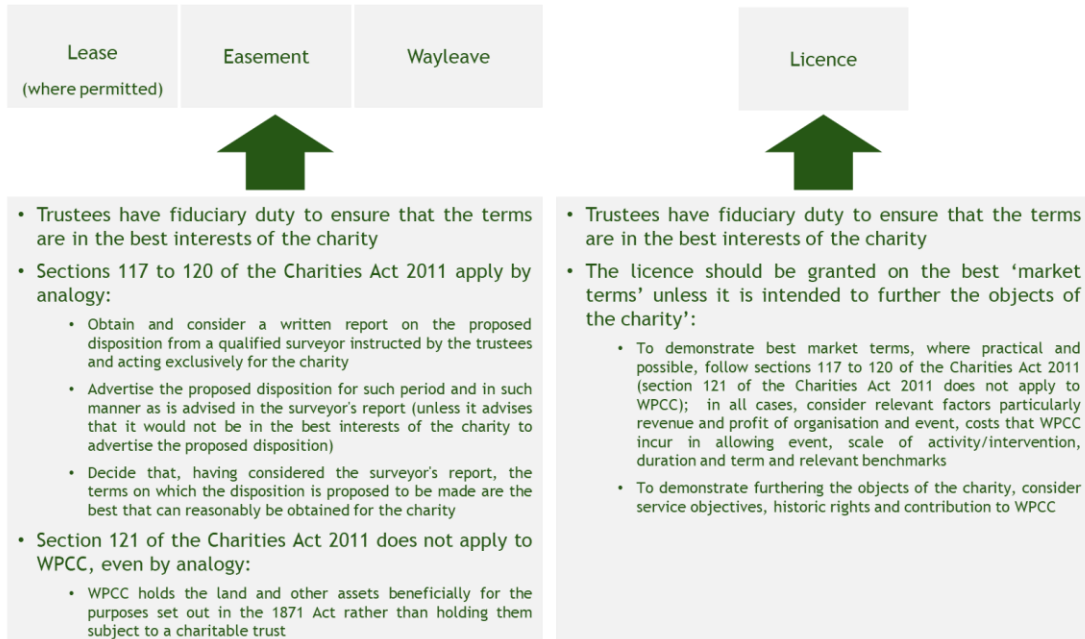 Lease
(where permitted)
Easement
Wayleave
Licence
• Trustees have fiduciary duty to ensure that the terms
are in the best interests of the charity
• Sections 117 to 120 of the Charities Act 2011 apply by
analogy:
• Obtain and consider a written report on the proposed
disposition from a qualified surveyor instructed by the trustees
and acting exclusively for the charity
• Advertise the proposed disposition for such period and in such
manner as is advised in the surveyor's report (unless it advises
that it would not be in the best interests of the charity to
advertise the proposed disposition)
• Decide that, having considered the surveyor's report, the
terms on which the disposition is proposed to be made are the
best that can reasonably be obtained for the charity
• Section 121 of the Charities Act 2011 does not apply to
WPCC, even by analogy:
• WPCC holds the land and other assets beneficially for the
purposes set out in the 1871 Act rather than holding them
subject to a charitable trust
• Trustees have fiduciary duty to ensure that the terms
are in the best interests of the charity
• The licence should be granted on the best ‘market
terms’ unless it is intended to further the objects of
the charity’:
• To demonstrate best market terms, where practical and
possible, follow sections 117 to 120 of the Charities Act 2011
(section 121 of the Charities Act 2011 does not apply to
WPCC); in all cases, consider relevant factors particularly
revenue and profit of organisation and event, costs that WPCC
incur in allowing event, scale of activity/intervention,
duration and term and relevant benchmarks
• To demonstrate furthering the objects of the charity, consider
service objectives, historic rights and contribution to WPCC